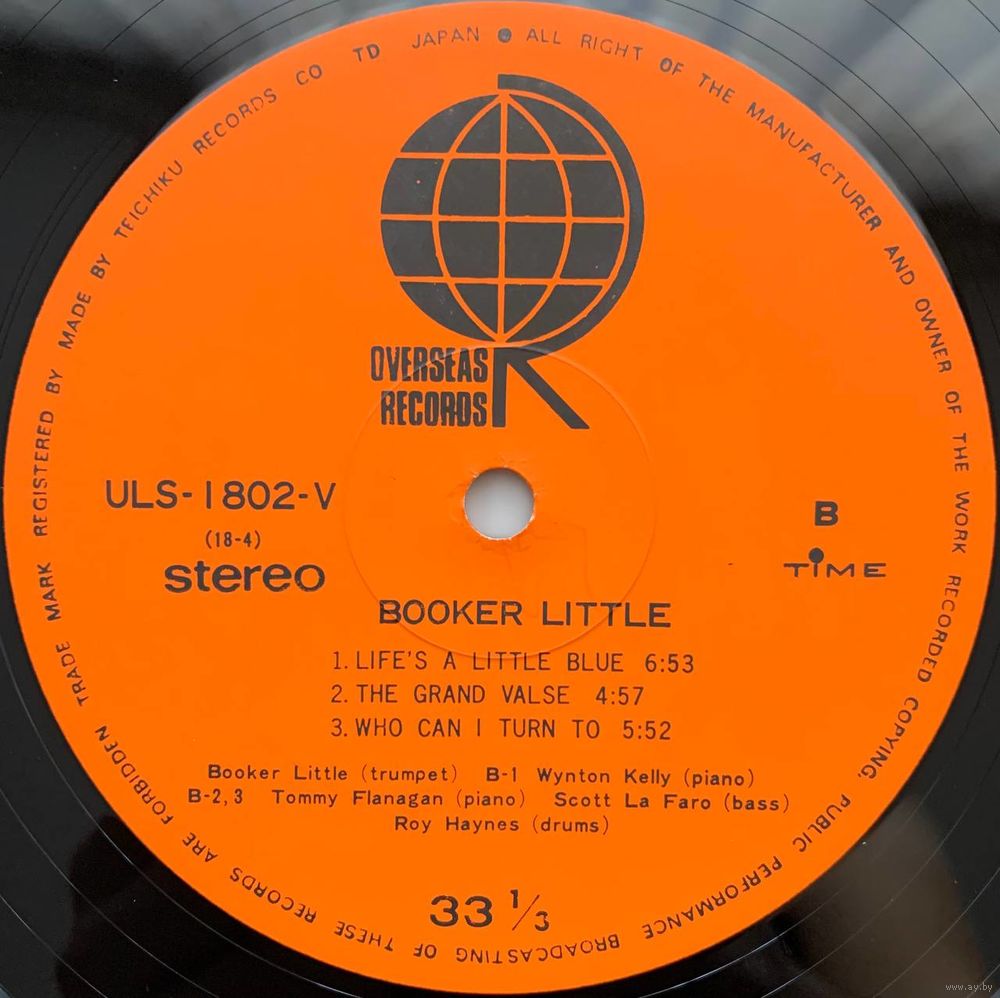 TRADE MARK REGISTERED BY MADE BY TEICHIKU RECORDS CO TD JAPAN ● ALL RIGHT OF THE MANUFACTURER AND OWNER OF THE WORK RECORDED COPYING, PUBLIC PERFORMANCE BROADCASTING OF THESE RECORDS ARE FORBIDDEN
OVERSEAS
RECORDS
R
ULS-1802-V
(18-4)
stereo
B
TIME
BOOKER LITTLE
1. LIFE'S A LITTLE BLUE 6:53
2. THE GRAND VALSE 4:57
3. WHO CAN I TURN TO 5:52
Booker Little (trumpet) B-1 Wynton Kelly (piano)
B-2,3 Tommy Flanagan (piano) Scott La Faro (bass)
Roy Haynes (drums)
33 1/3
www.ay.by